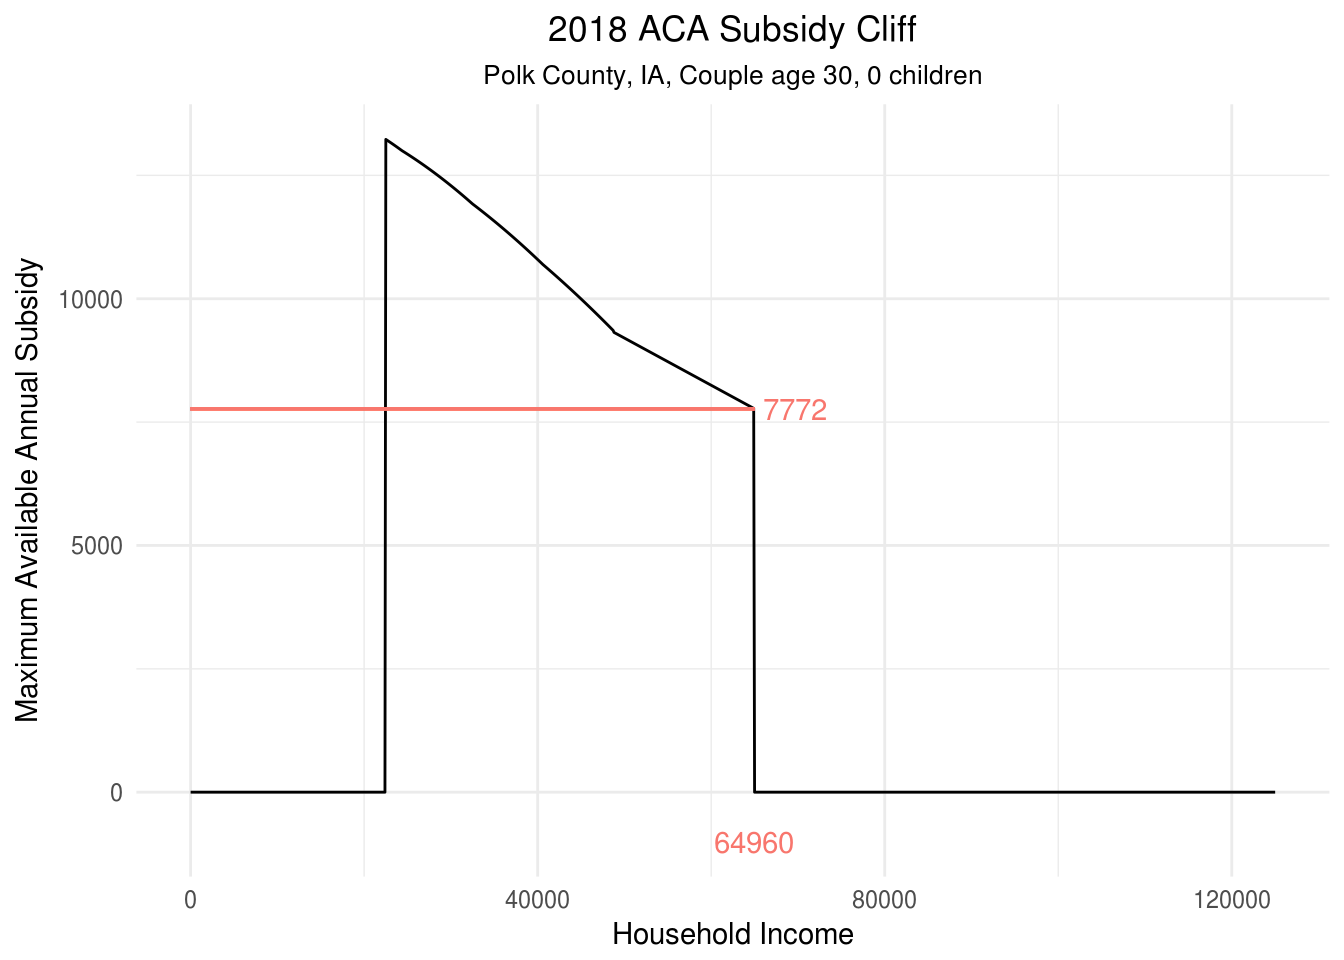 2018 ACA Subsidy Cliff
Polk County, IA, Couple age 30, 0 children
Maximum Available Annual Subsidy
10000
5000
0
7772
64960
0
40000
80000
120000
Household Income